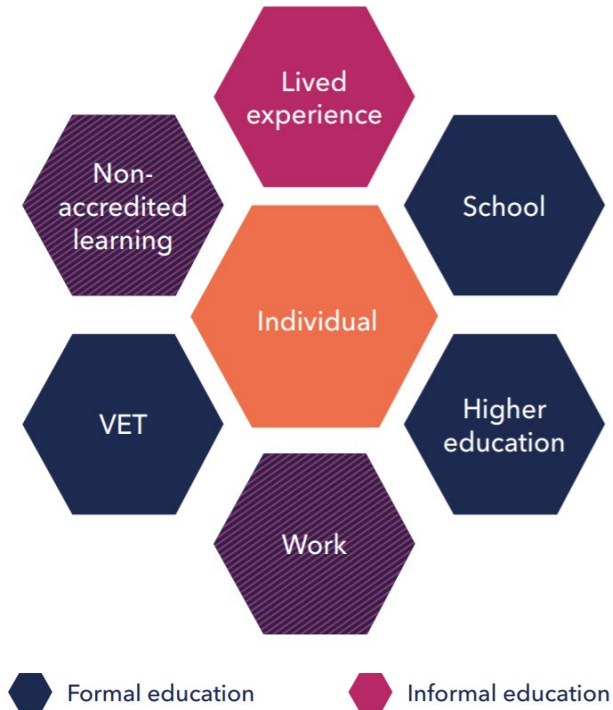 Lived
experience
Non-
accredited
learning
School
Individual
VET
Higher
education
Work
Formal education
Informal education